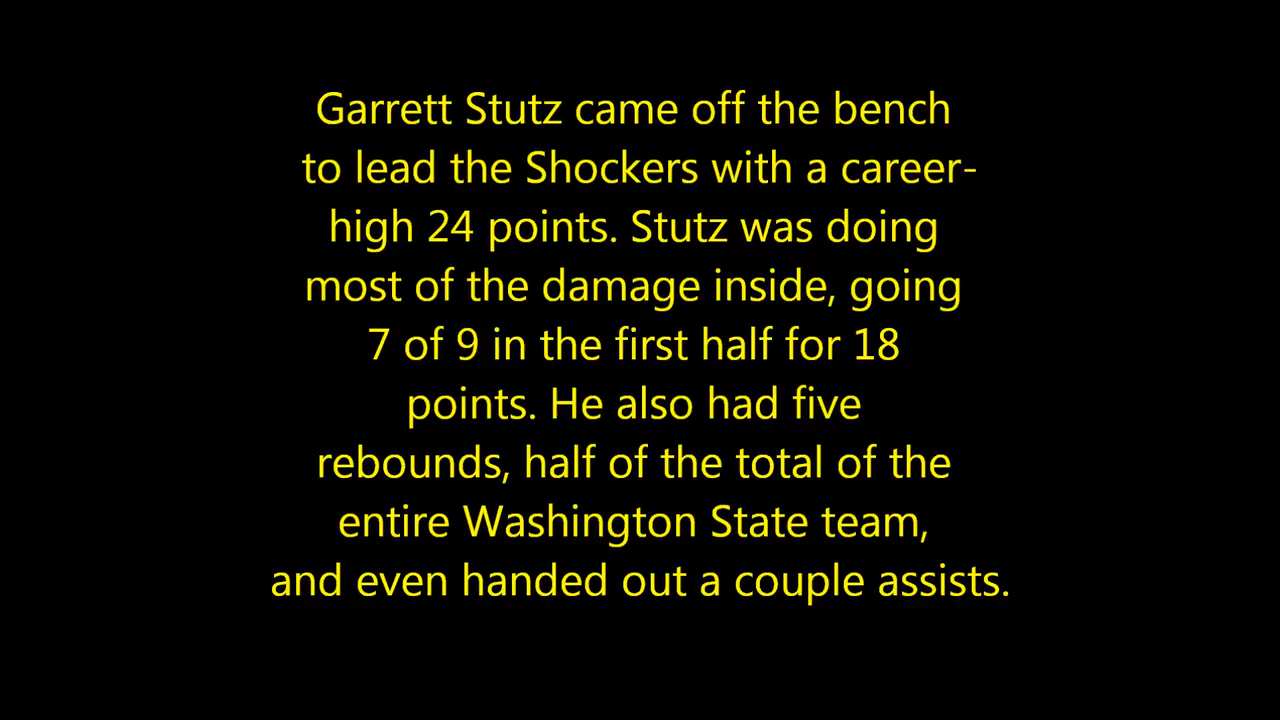 Garrett Stutz came off the bench
to lead the Shockers with a career-
high 24 points. Stutz was doing
most of the damage inside, going
7 of 9 in the first half for 18
points. He also had five
rebounds, half of the total of the
entire Washington State team,
and even handed out a couple assists.